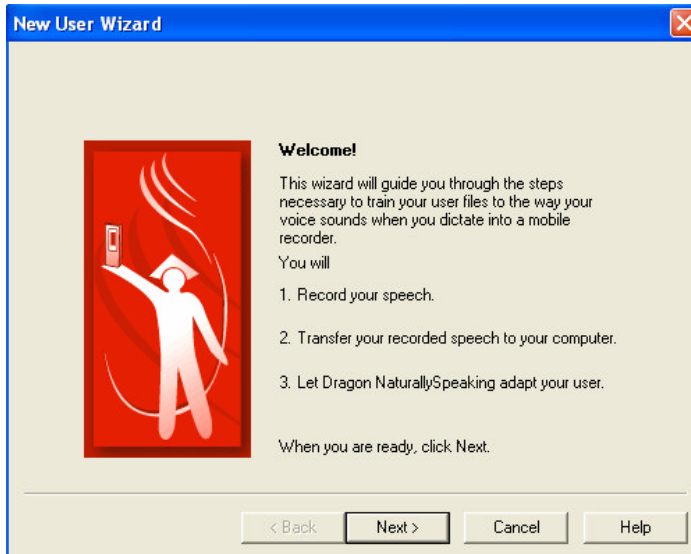 New User Wizard
Welcome!
This wizard will guide you through the steps
necessary to train your user files to the way your
voice sounds when you dictate into a mobile
recorder.
You will
1. Record your speech.
2. Transfer your recorded speech to your computer.
3. Let Dragon NaturallySpeaking adapt your user.
When you are ready, click Next.
< Back Next > Cancel Help